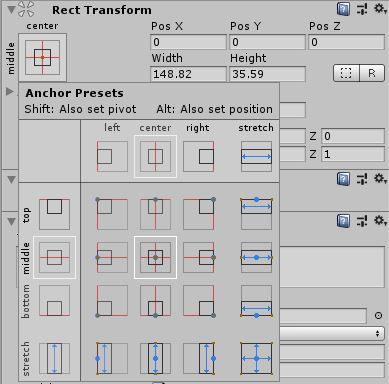 Rect Transform
center
Pos X Pos Y Pos Z
middle
0 0 0
Width Height
148.82 35.59
R
Anchor Presets
Shift: Also set pivot Alt: Also set position
left center right stretch
Z 0
Z 1
top
middle
bottom
stretch